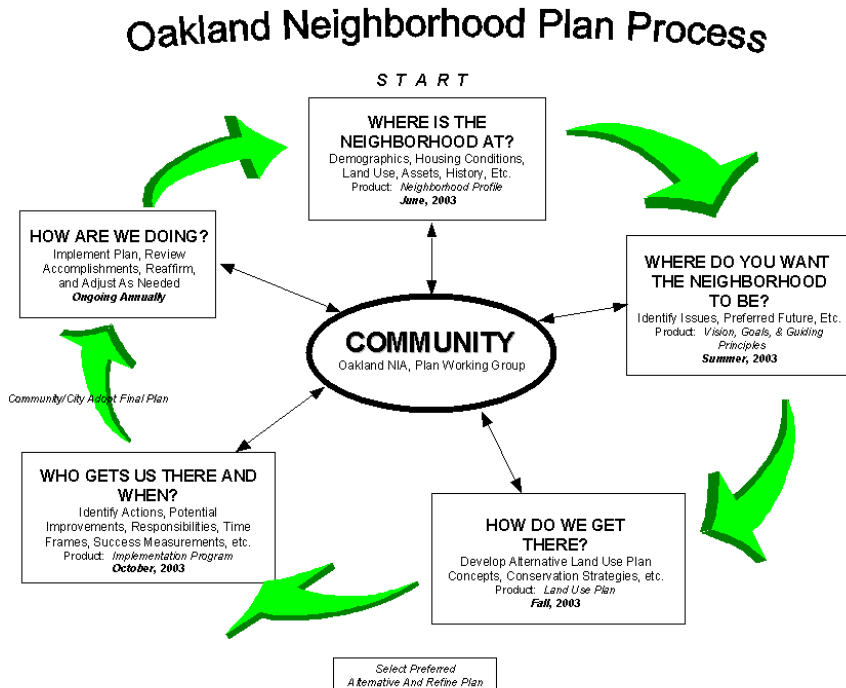 Oakland Neighborhood Plan Process
START
WHERE IS THE
NEIGHBORHOOD AT?
Demographics, Housing Conditions,
Land Use, Assets, History, Etc.
Product: Neighborhood Profile
June, 2003
WHERE DO YOU WANT
THE NEIGHBORHOOD
TO BE?
Identify Issues, Preferred Future, Etc.
Product: Vision, Goals, & Guiding
Principles
Summer, 2003
HOW DO WE GET
THERE?
Develop Alternative Land Use Plan
Concepts, Conservation Strategies, etc.
Product: Land Use Plan
Fall, 2003
Select Preferred
Alternative And Refine Plan
WHO GETS US THERE AND
WHEN?
Identify Actions, Potential
Improvements, Responsibilities, Time
Frames, Success Measurements, etc.
Product: Implementation Program
October, 2003
Community/City Adopt Final Plan
HOW ARE WE DOING?
Implement Plan, Review
Accomplishments, Reaffirm,
and Adjust As Needed
Ongoing Annually
COMMUNITY
Oakland NIA, Plan Working Group